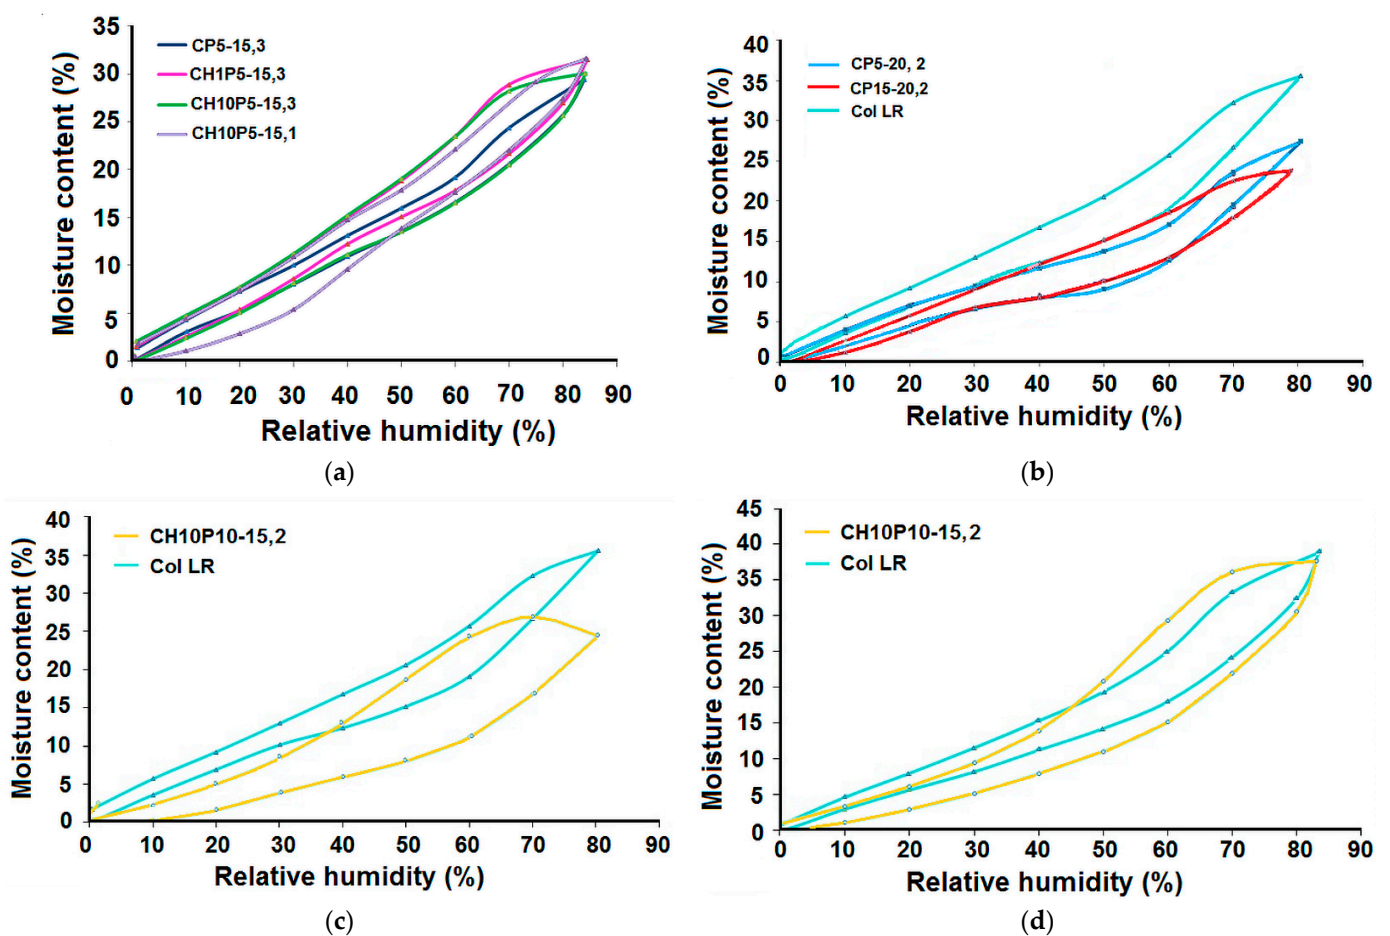 35
30
25
20
15
10
5
0
Moisture content (%)
CP5-15,3
CH1P5-15,3
CH10P5-15,3
CH10P5-15,1
0 10 20 30 40 50 60 70 80 90
Relative humidity (%)
(a)
40
35
30
25
20
15
10
5
0
Moisture content (%)
CP5-20, 2
CP15-20,2
Col LR
0 10 20 30 40 50 60 70 80 90
Relative humidity (%)
(b)
40
35
30
25
20
15
10
5
0
Moisture content (%)
CH10P10-15,2
Col LR
0 10 20 30 40 50 60 70 80 90
Relative humidity (%)
(c)
45
40
35
30
25
20
15
10
5
0
Moisture content (%)
CH10P10-15,2
Col LR
0 10 20 30 40 50 60 70 80 90
Relative humidity (%)
(d)